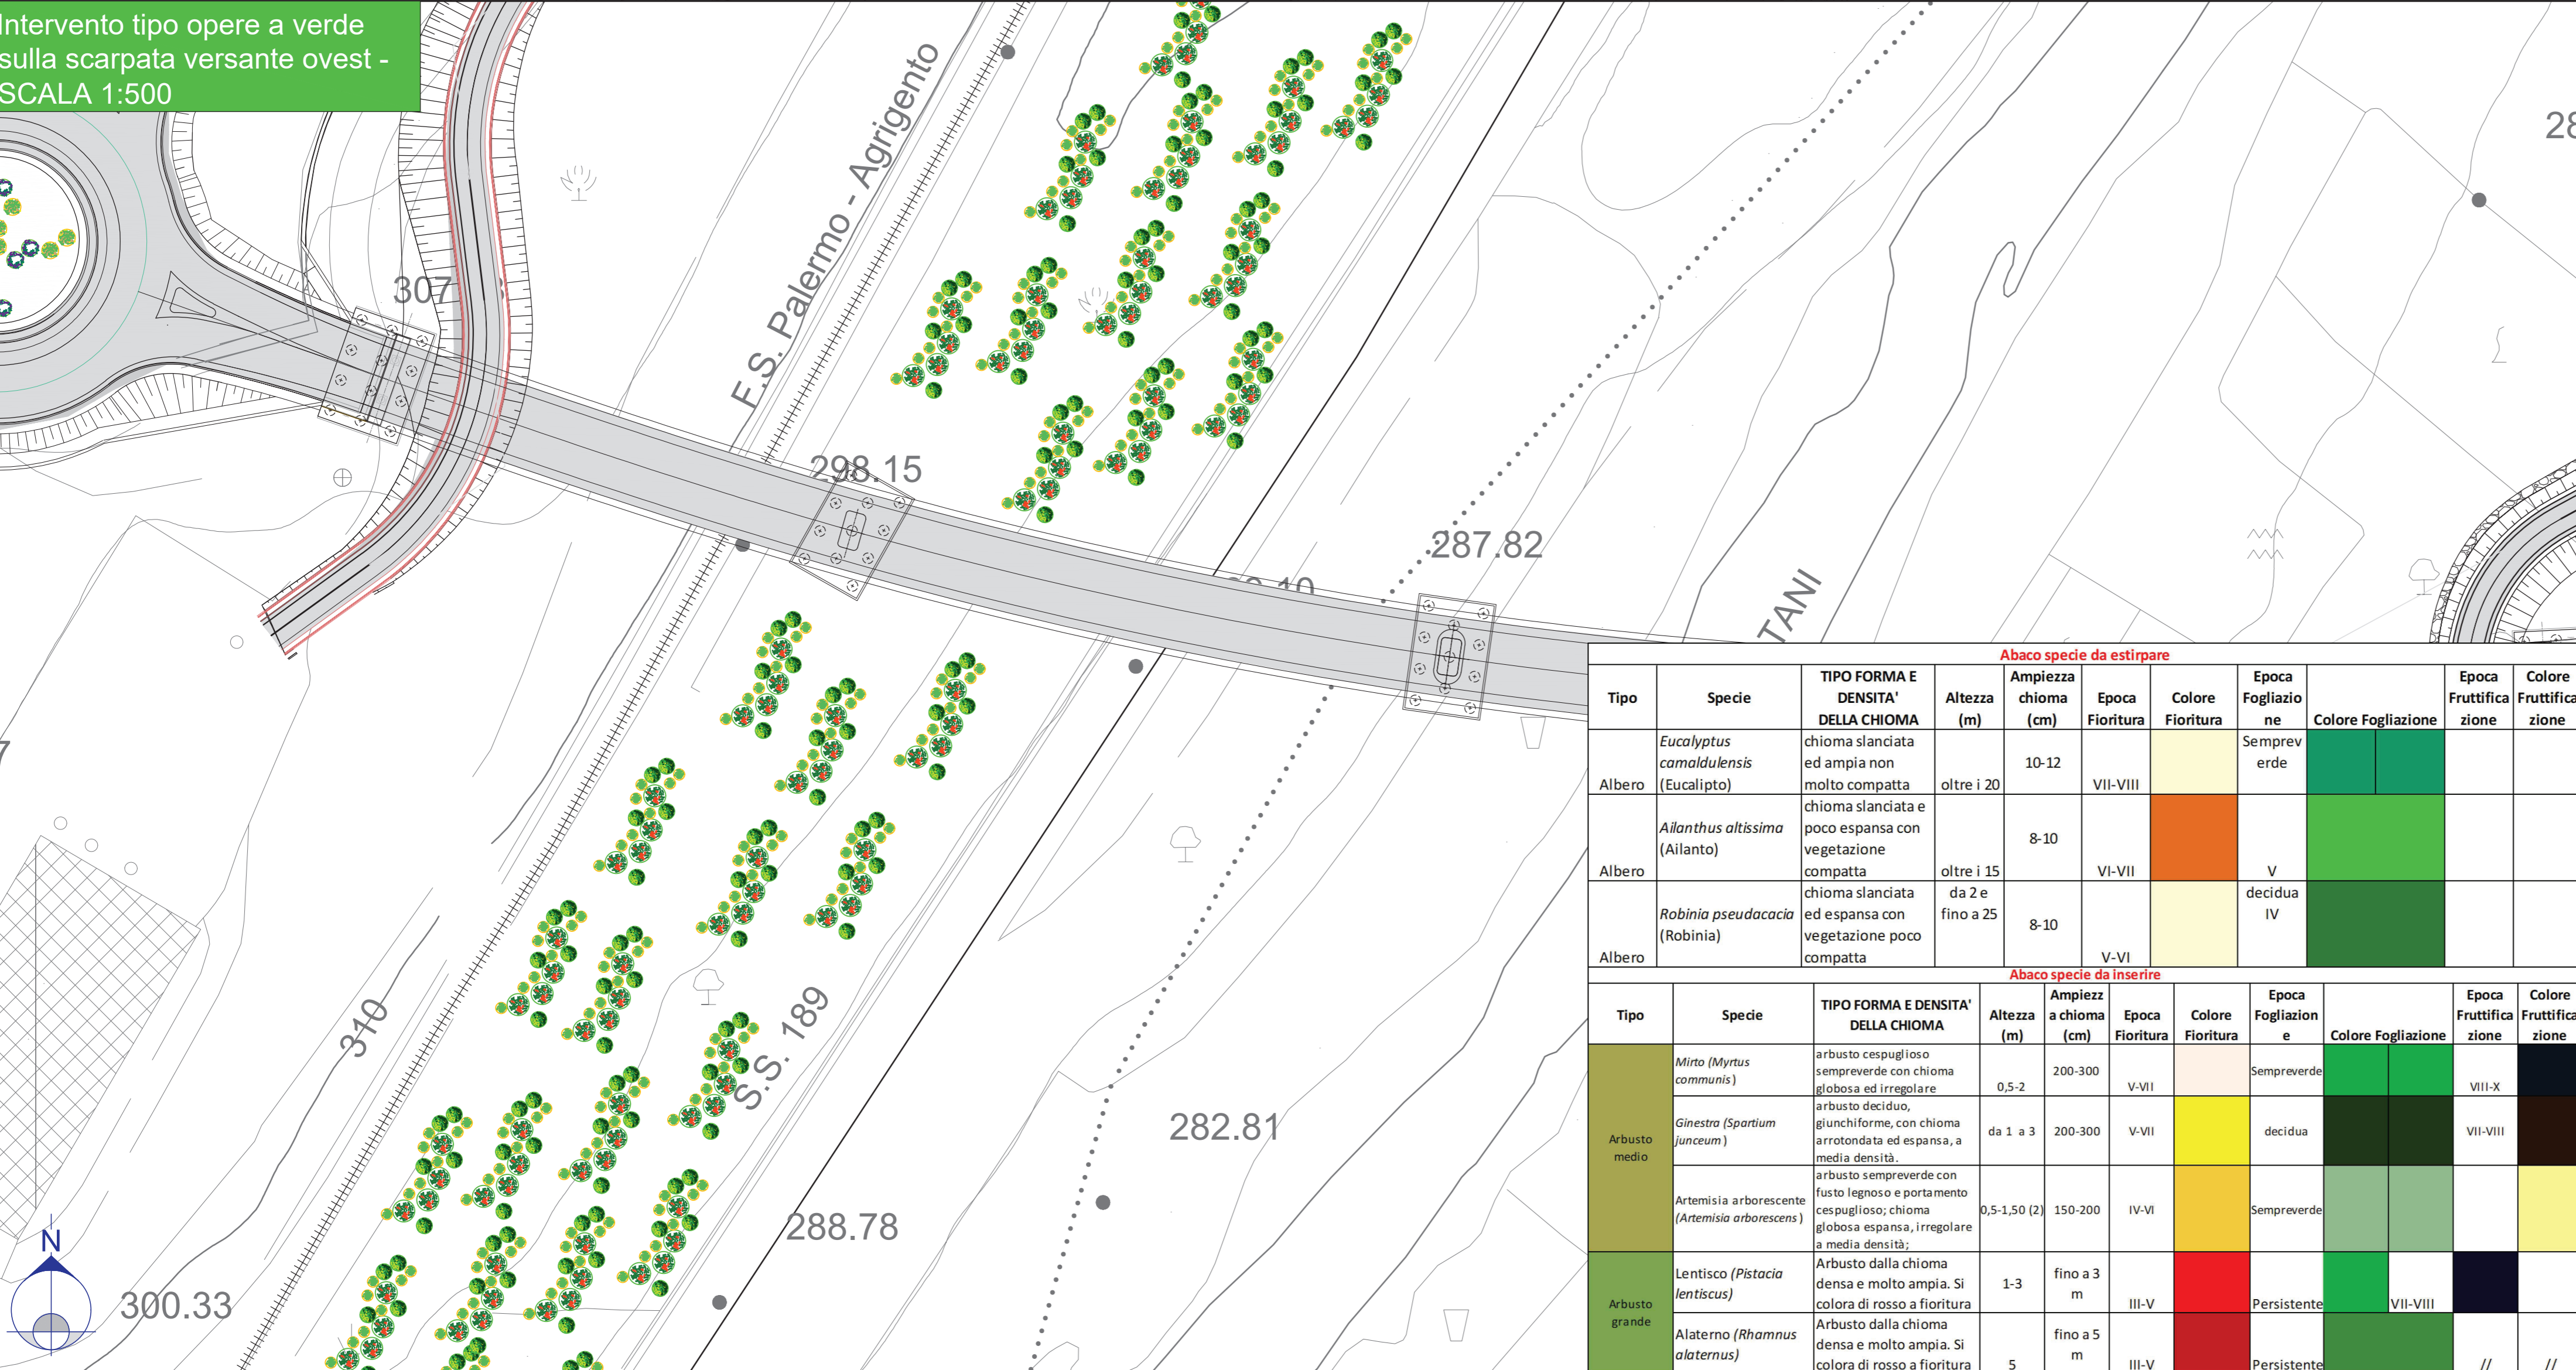 Intervento tipo opere a verde
sulla scarpata versante ovest -
SCALA 1:500
F.S. Palermo - Agrigento
307
298.15
287.82
TANI
310
S.S. 189
282.81
288.78
300.33
N
Abaco specie da estirpare
Tipo Specie TIPO FORMA E DENSITA' DELLA CHIOMA Altezza (m) Ampiezza chioma (cm) Epoca Fioritura Colore Fioritura Epoca Fogliazio ne Colore Fogliazione Epoca Fruttifica zione Colore Fruttifica zione
Albero Eucalyptus camaldulensis (Eucalipto) chioma slanciata ed ampia non molto compatta oltre i 20 10-12 VII-VIII Semprev erde
Albero Ailanthus altissima (Ailanto) chioma slanciata e poco espansa con vegetazione compatta oltre i 15 8-10 VI-VII V
Albero Robinia pseudacacia (Robinia) chioma slanciata ed espansa con vegetazione poco compatta da 2 e fino a 25 8-10 V-VI decidua IV
Abaco specie da inserire
Tipo Specie TIPO FORMA E DENSITA' DELLA CHIOMA Altezza (m) Ampiezz a chioma (cm) Epoca Fioritura Colore Fioritura Epoca Fogliazion e Colore Fogliazione Epoca Fruttifica zione Colore Fruttifica zione
Arbusto medio
Mirto (Myrtus communis) arbusto cespuglioso sempreverde con chioma globosa ed irregolare 0,5-2 200-300 V-VII Sempreverde VIII-X
Ginestra (Spartium junceum) arbusto deciduo, giunchiforme, con chioma arrotondata ed espansa, a media densità. da 1 a 3 200-300 V-VII decidua VII-VIII
Artemisia arborescente (Artemisia arborescens) arbusto sempreverde con fusto legnoso e portamento cespuglioso; chioma globosa espansa, irregolare a media densità; 0,5-1,50 (2) 150-200 IV-VI Sempreverde
Arbusto grande
Lentisco (Pistacia lentiscus) Arbusto dalla chioma densa e molto ampia. Si colora di rosso a fioritura 1-3 fino a 3 m III-V Persistente VII-VIII
Alaterno (Rhamnus alaternus) Arbusto dalla chioma densa e molto ampia. Si colora di rosso a fioritura 5 fino a 5 m III-V Persistente // //